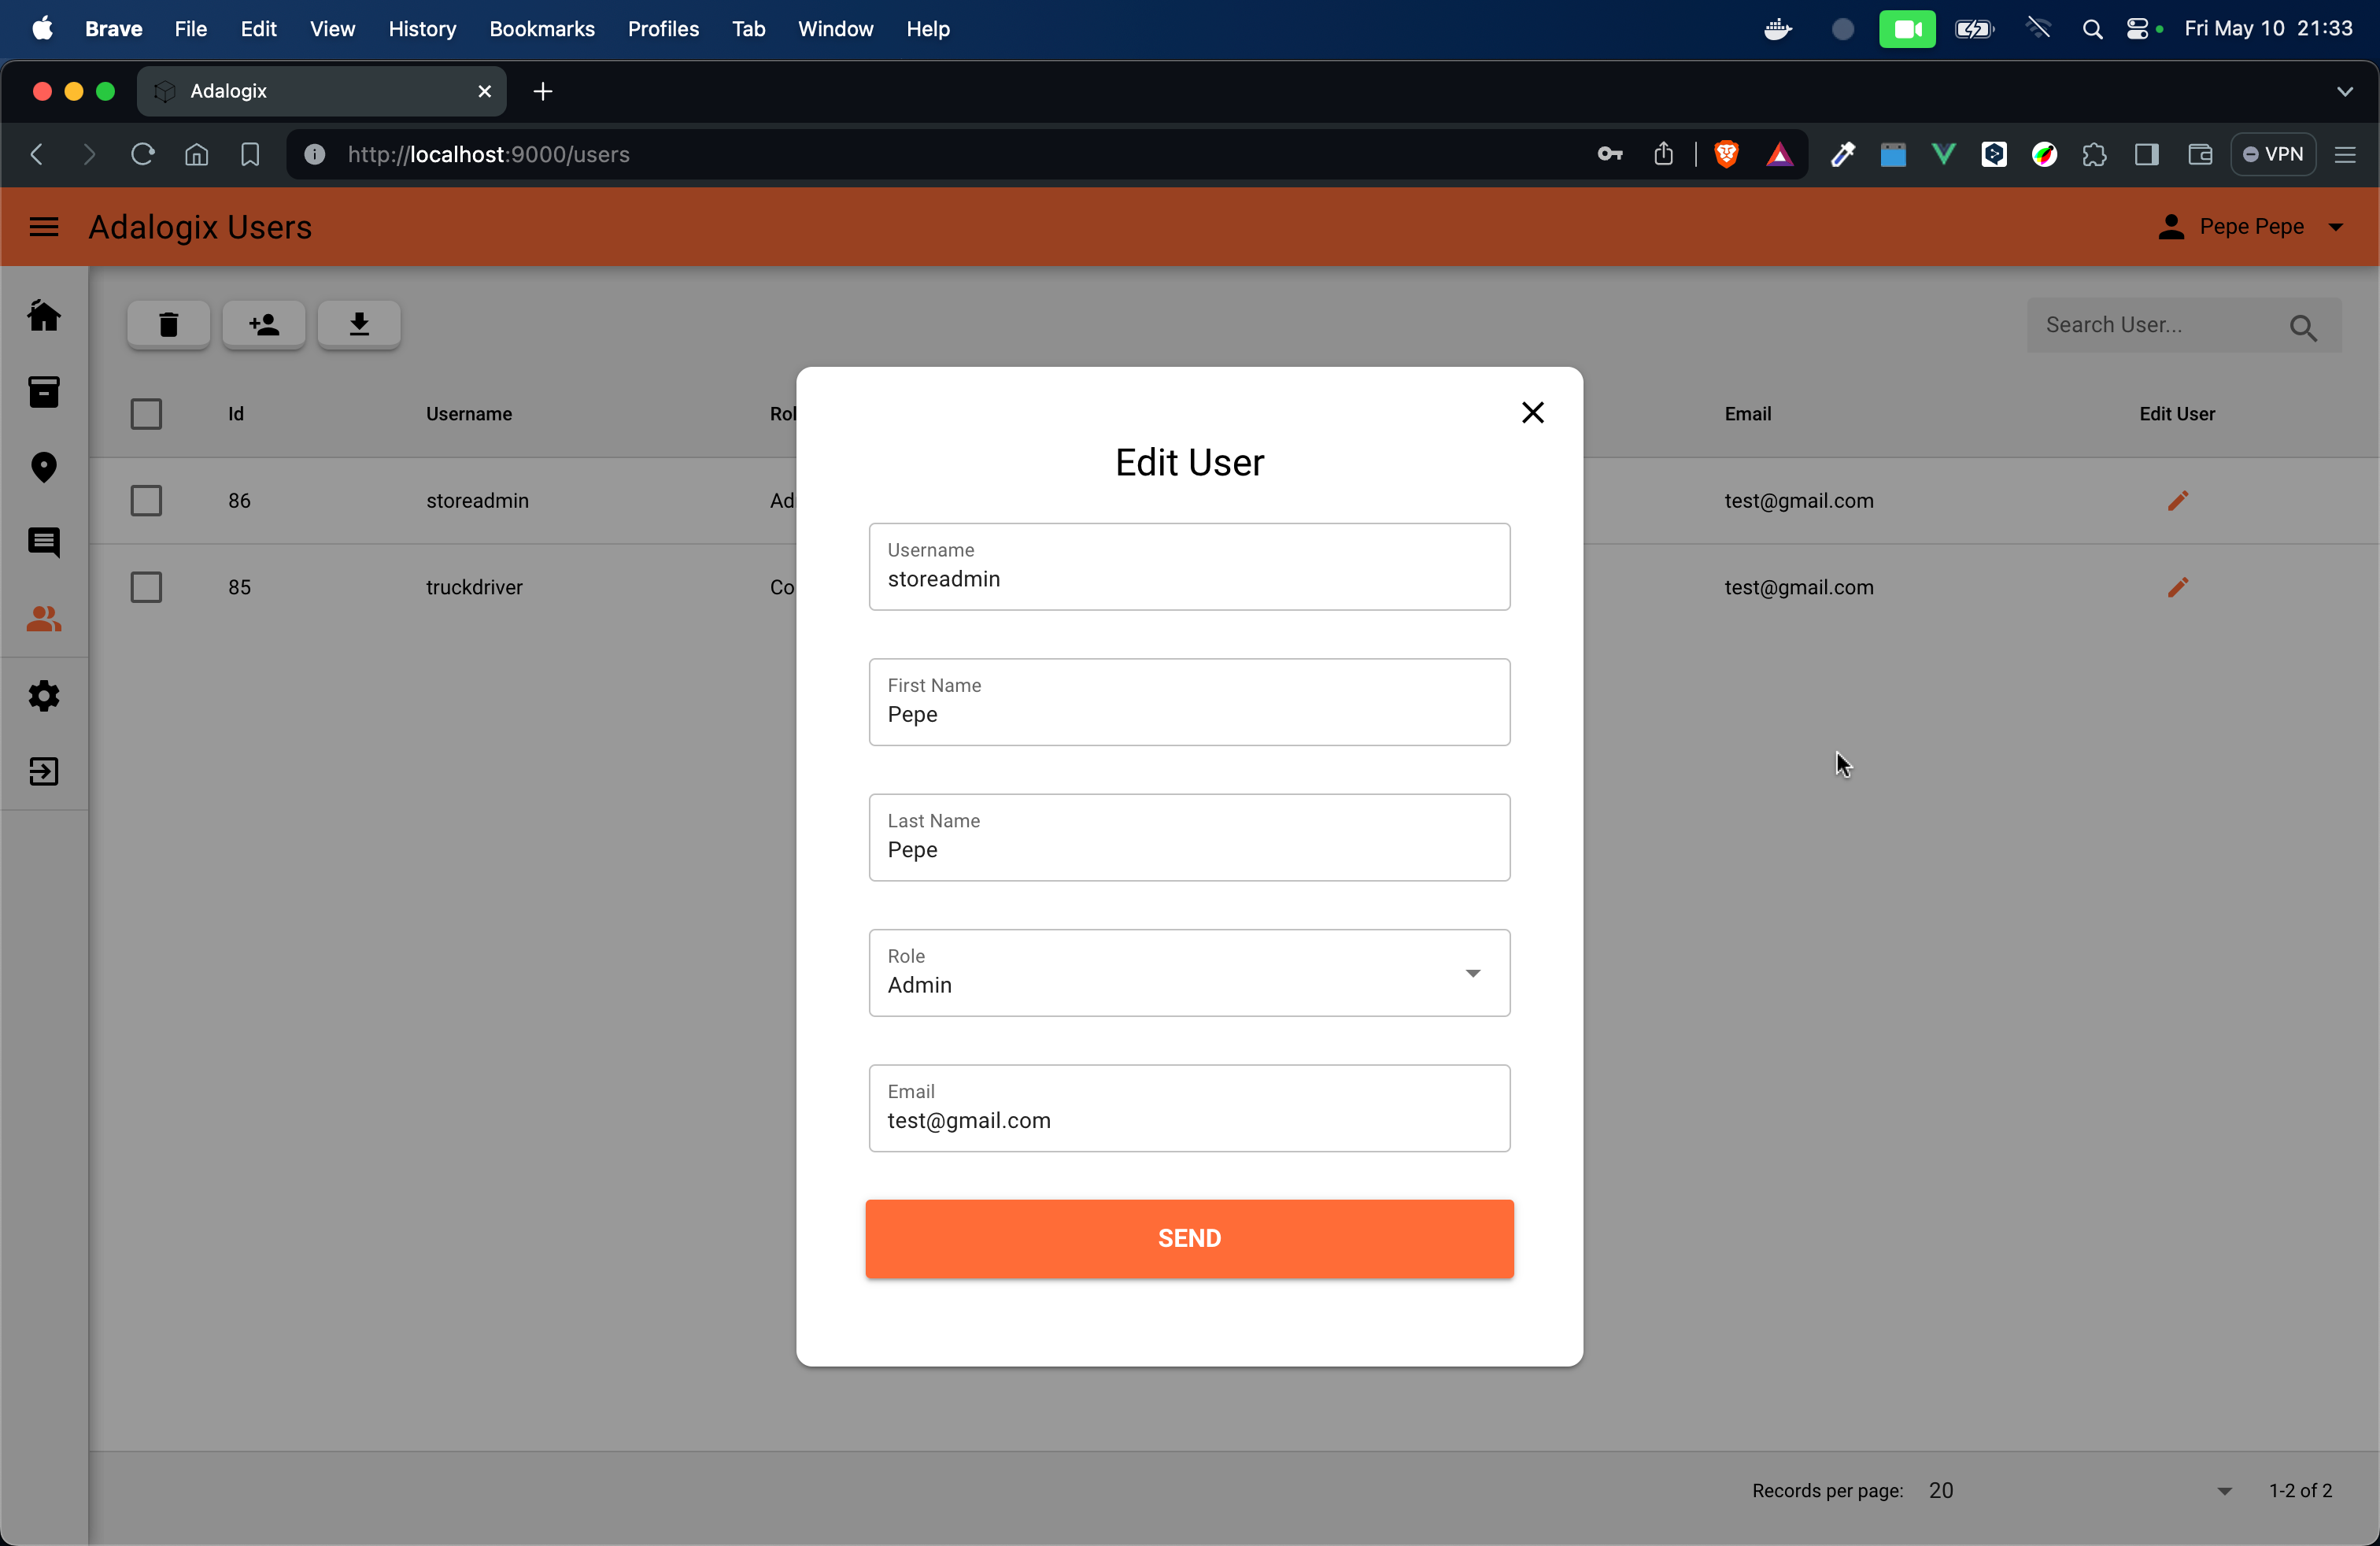 Brave File Edit View History Bookmarks Profiles Tab Window Help Fri May 10 21:33
Adalogix
http://localhost:9000/users VPN
Adalogix Users Pepe Pepe
Search User...
Id Username Rol Email Edit User
86 storeadmin Ad test@gmail.com
85 truckdriver Co test@gmail.com
Edit User
Username
storeadmin
First Name
Pepe
Last Name
Pepe
Role
Admin
Email
test@gmail.com
SEND
Records per page: 20 1-2 of 2